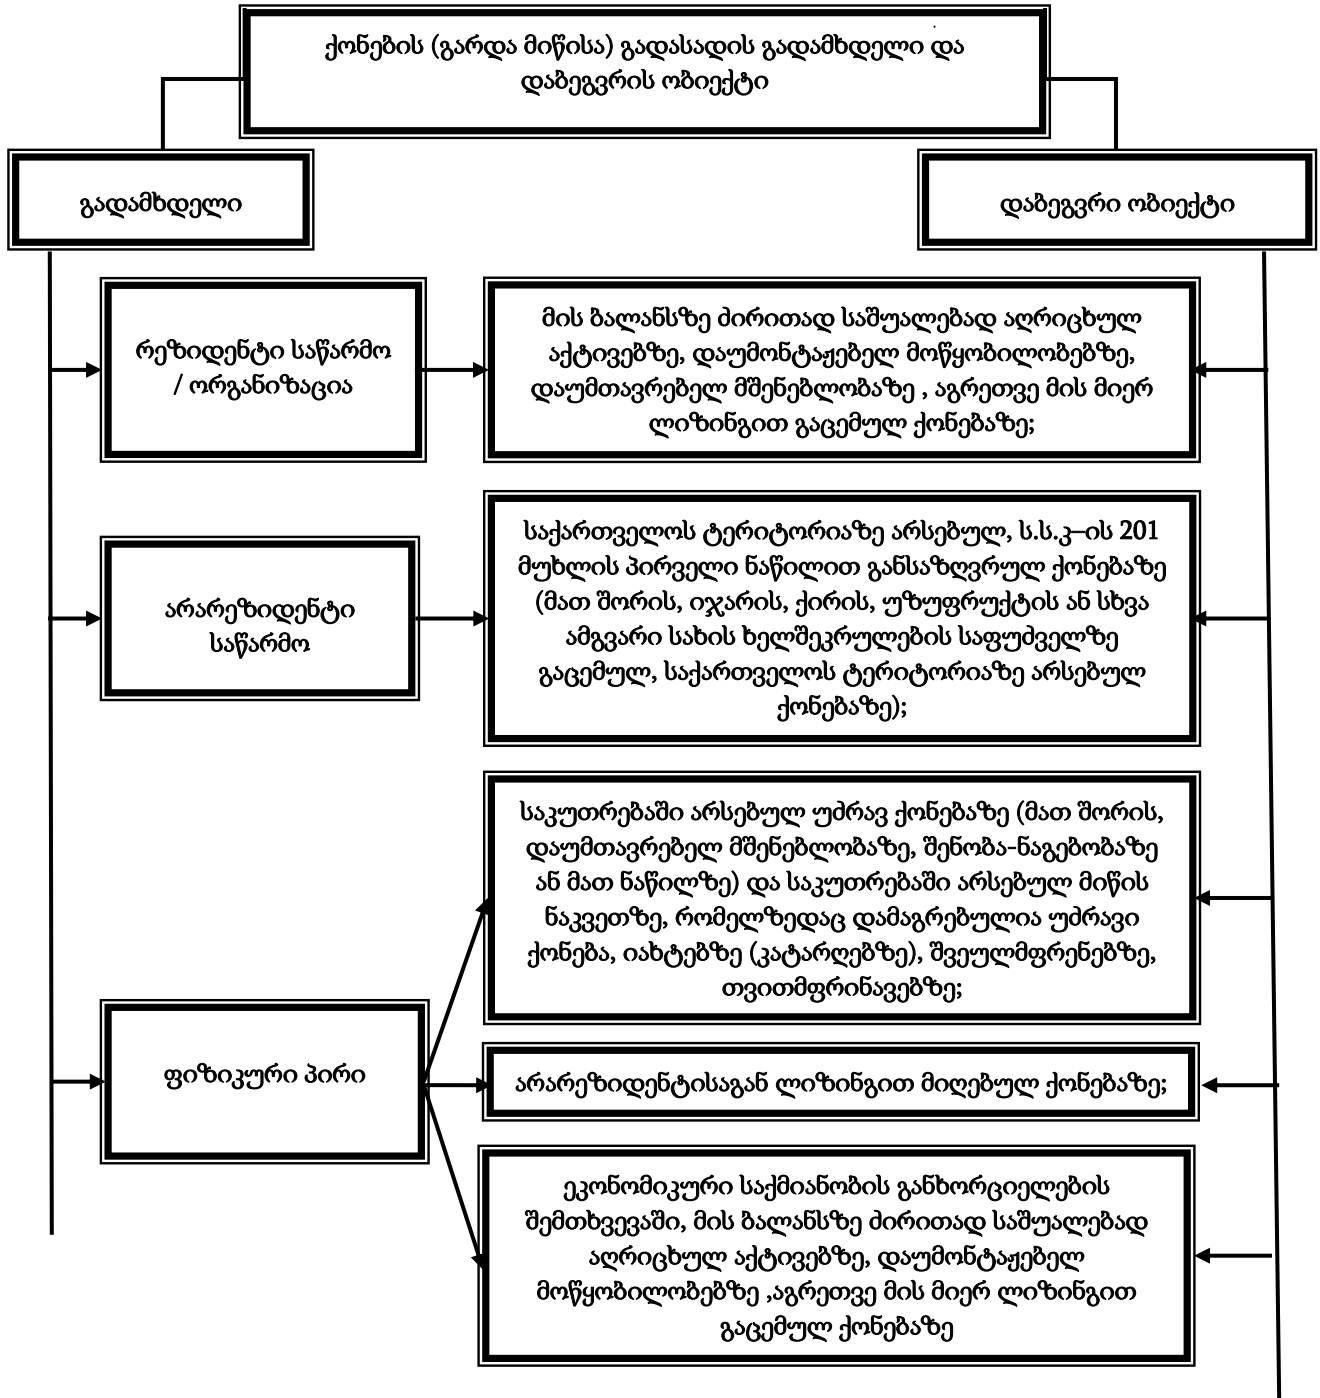 ქონების (გარდა მიწისა) გადასადის გადამხდელი და
დაბეგვრის ობიექტი
გადამხდელი
დაბეგვრი ობიექტი
რეზიდენტი საწარმო
/ ორგანიზაცია
მის ბალანსზე ძირითად საშუალებად აღრიცხულ
აქტივებზე, დაუმონტაჟებელ მოწყობილობებზე,
დაუმთავრებელ მშენებლობაზე , აგრეთვე მის მიერ
ლიზინგით გაცემულ ქონებაზე;
არარეზიდენტი
საწარმო
საქართველოს ტერიტორიაზე არსებულ, ს.ს.კ–ის 201
მუხლის პირველი ნაწილით განსაზღვრულ ქონებაზე
(მათ შორის, იჯარის, ქირის, უზუფრუქტის ან სხვა
ამგვარი სახის ხელშეკრულების საფუძველზე
გაცემულ, საქართველოს ტერიტორიაზე არსებულ
ქონებაზე);
საკუთრებაში არსებულ უძრავ ქონებაზე (მათ შორის,
დაუმთავრებელ მშენებლობაზე, შენობა-ნაგებობაზე
ან მათ ნაწილზე) და საკუთრებაში არსებულ მიწის
ნაკვეთზე, რომელზედაც დამაგრებულია უძრავი
ქონება, იახტებზე (კატარღებზე), შვეულმფრენებზე,
თვითმფრინავებზე;
ფიზიკური პირი
არარეზიდენტისაგან ლიზინგით მიღებულ ქონებაზე;
ეკონომიკური საქმიანობის განხორციელების
შემთხვევაში, მის ბალანსზე ძირითად საშუალებად
აღრიცხულ აქტივებზე, დაუმონტაჟებელ
მოწყობილობებზე ,აგრეთვე მის მიერ ლიზინგით
გაცემულ ქონებაზე